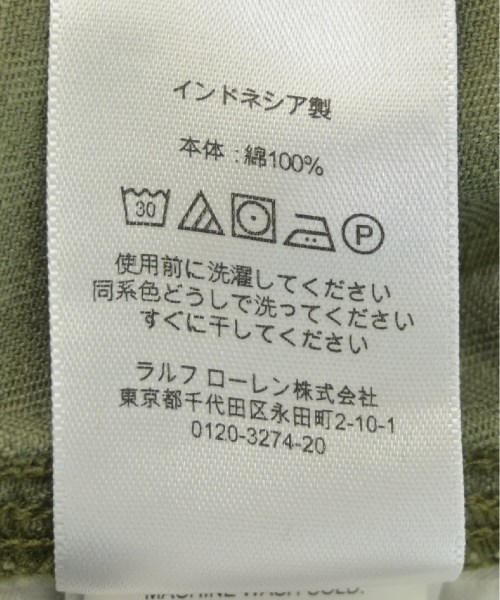 インドネシア製
本体 : 綿100%
30 P
使用前に洗濯してください
同系色どうしで洗ってください
すぐに干してください
ラルフ ローレン株式会社
東京都千代田区永田町2-10-1
0120-3274-20
MACHINE WASH COLD.